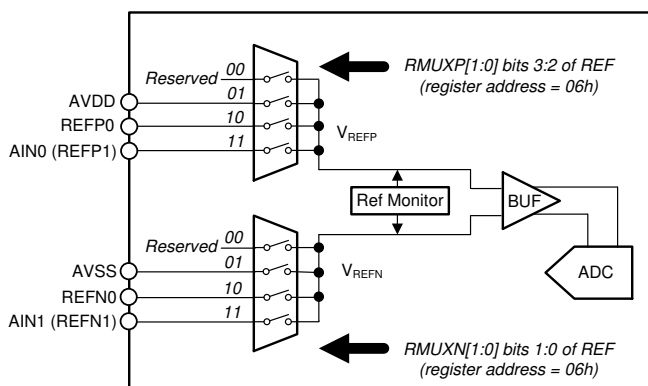 Reserved 00
RMUXP[1:0] bits 3:2 of REF
(register address = 06h)
AVDD 01
REFP0 10
AIN0 (REFP1) 11
VREFP
Ref Monitor
BUF
ADC
Reserved 00
AVSS 01
VREFN
REFN0 10
AIN1 (REFN1) 11
RMUXN[1:0] bits 1:0 of REF
(register address = 06h)